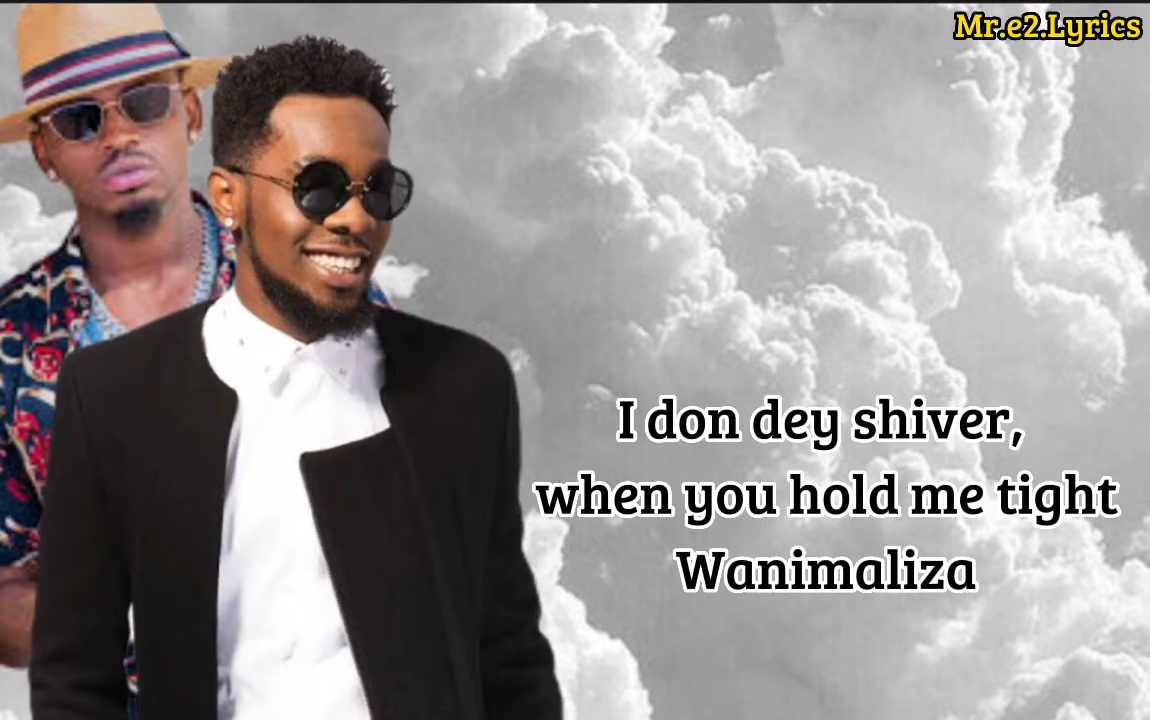 Mr.e2.Lyrics
I don dey shiver,
when you hold me tight
Wanimaliza